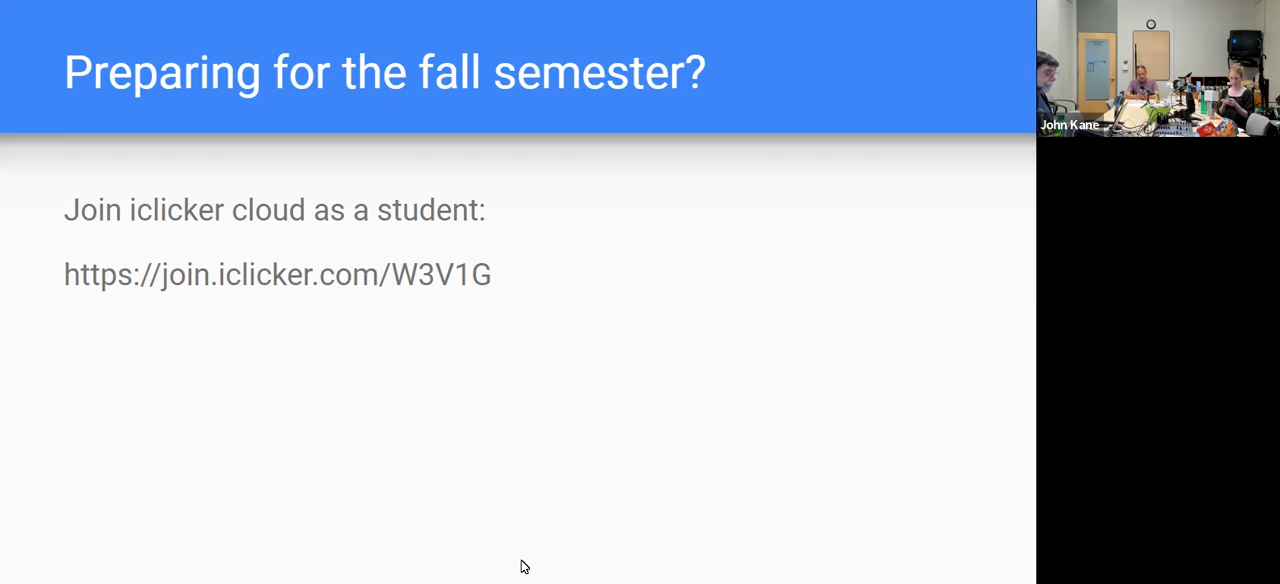 Preparing for the fall semester?
Join iclicker cloud as a student:
https://join.iclicker.com/W3V1G
John Kane